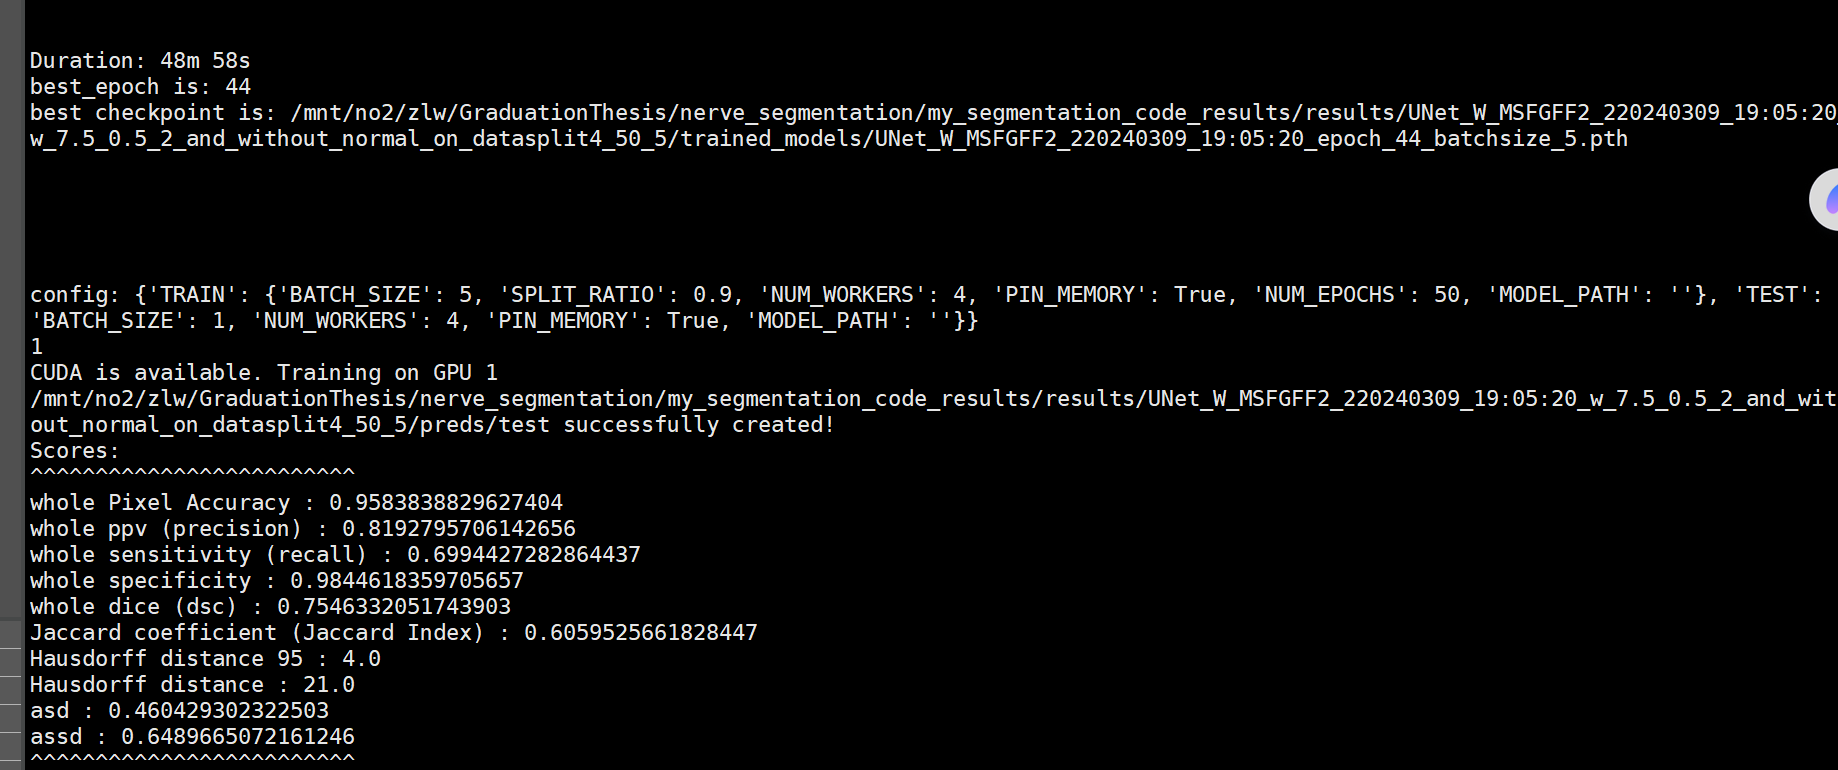 Duration: 48m 58s
best_epoch is: 44
best checkpoint is: /mnt/no2/zlw/GraduationThesis/nerve_segmentation/my_segmentation_code_results/results/UNet_W_MSFGFF2_220240309_19:05:20_
w_7.5_0.5_2_and_without_normal_on_datasplit4_50_5/trained_models/UNet_W_MSFGFF2_220240309_19:05:20_epoch_44_batchsize_5.pth
config: {'TRAIN': {'BATCH_SIZE': 5, 'SPLIT_RATIO': 0.9, 'NUM_WORKERS': 4, 'PIN_MEMORY': True, 'NUM_EPOCHS': 50, 'MODEL_PATH': ''}, 'TEST':
'BATCH_SIZE': 1, 'NUM_WORKERS': 4, 'PIN_MEMORY': True, 'MODEL_PATH': ''}}
1
CUDA is available. Training on GPU 1
/mnt/no2/zlw/GraduationThesis/nerve_segmentation/my_segmentation_code_results/results/UNet_W_MSFGFF2_220240309_19:05:20_w_7.5_0.5_2_and_wit
out_normal_on_datasplit4_50_5/preds/test successfully created!
Scores:
^^^^^^^^^^^^^^^^^^^^^^^^^
whole Pixel Accuracy : 0.9583838829627404
whole ppv (precision) : 0.8192795706142656
whole sensitivity (recall) : 0.6994427282864437
whole specificity : 0.9844618359705657
whole dice (dsc) : 0.7546332051743903
Jaccard coefficient (Jaccard Index) : 0.6059525661828447
Hausdorff distance 95 : 4.0
Hausdorff distance : 21.0
asd : 0.460429302322503
assd : 0.6489665072161246
^^^^^^^^^^^^^^^^^^^^^^^^^